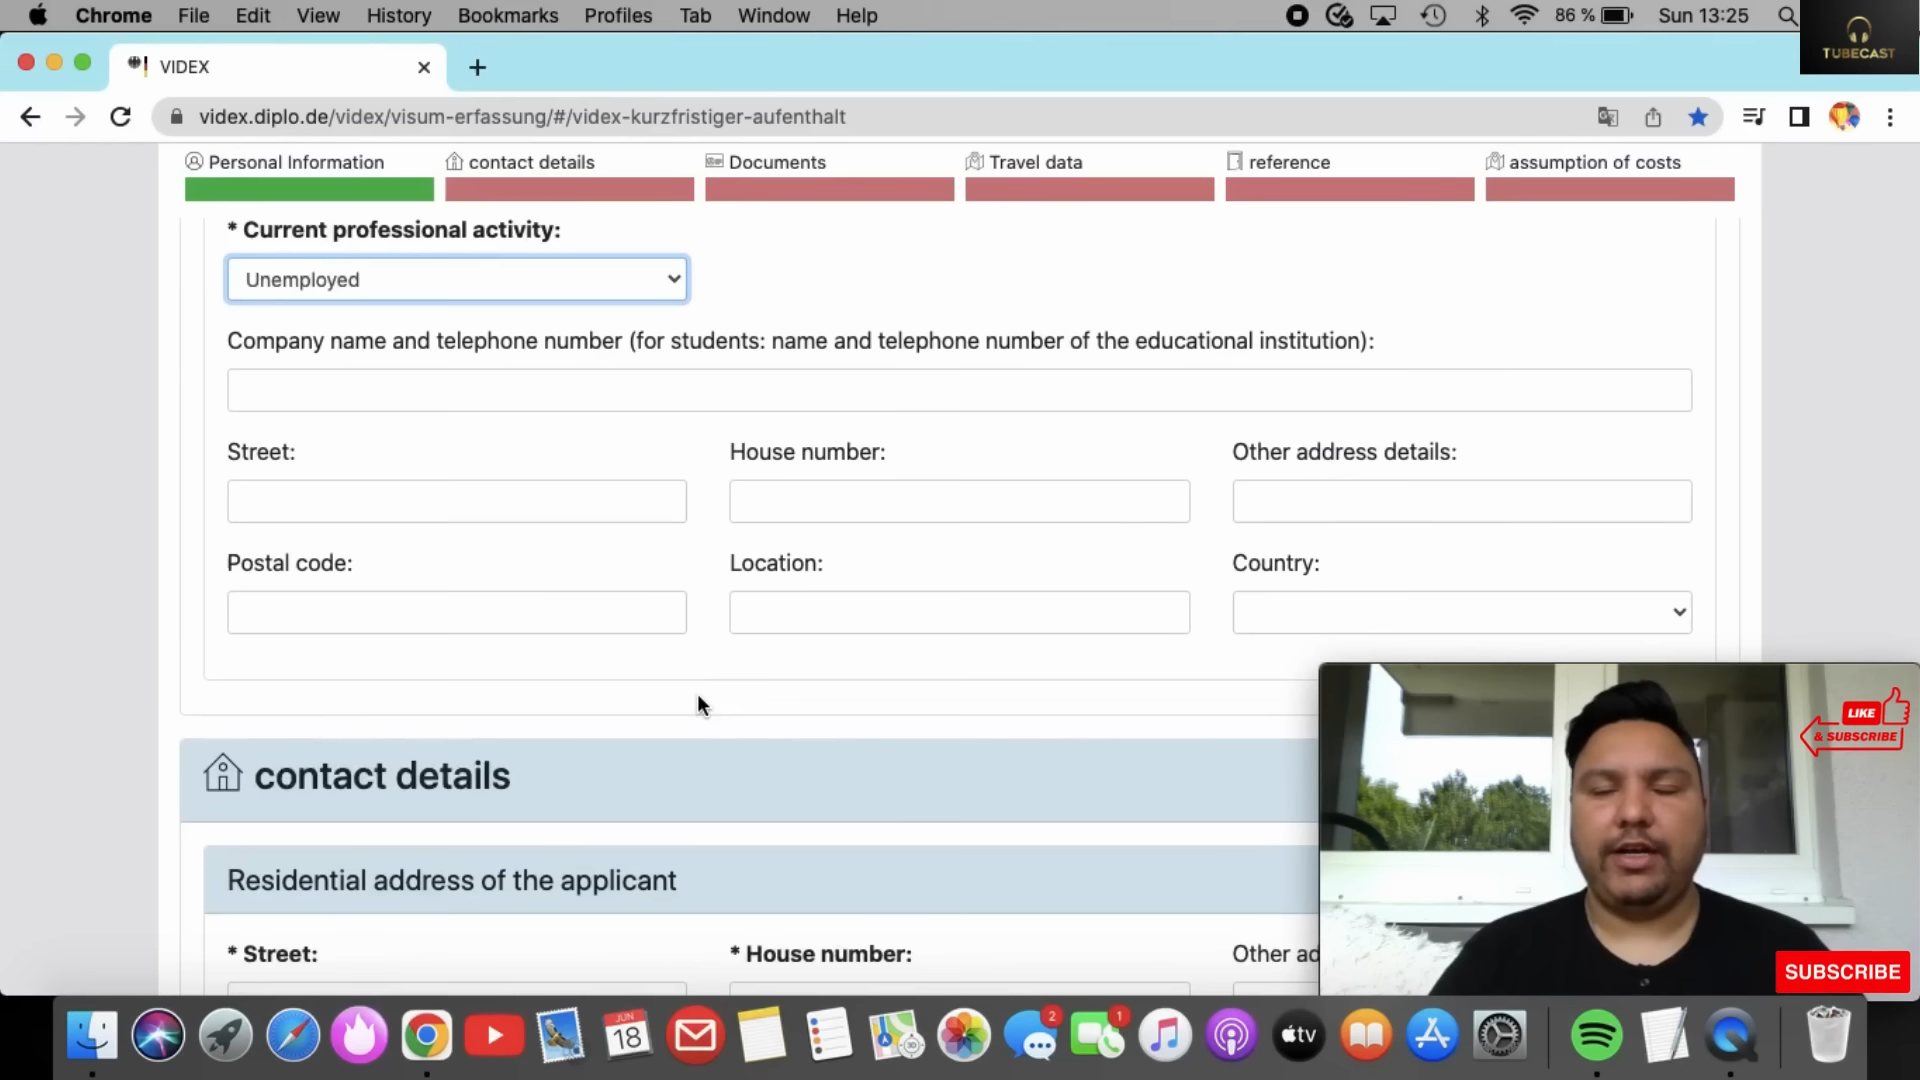 Chrome File Edit View History Bookmarks Profiles Tab Window Help 86 % Sun 13:25
TUBECAST
VIDEX
videx.diplo.de/videx/visum-erfassung/#/videx-kurzfristiger-aufenthalt
Personal Information contact details Documents Travel data reference assumption of costs
* Current professional activity:
Unemployed
Company name and telephone number (for students: name and telephone number of the educational institution):
Street: House number: Other address details:
Postal code: Location: Country:
contact details
Residential address of the applicant
* Street: * House number: Other ad
LIKE
& SUBSCRIBE
SUBSCRIBE
JUN
18
2
1
tv